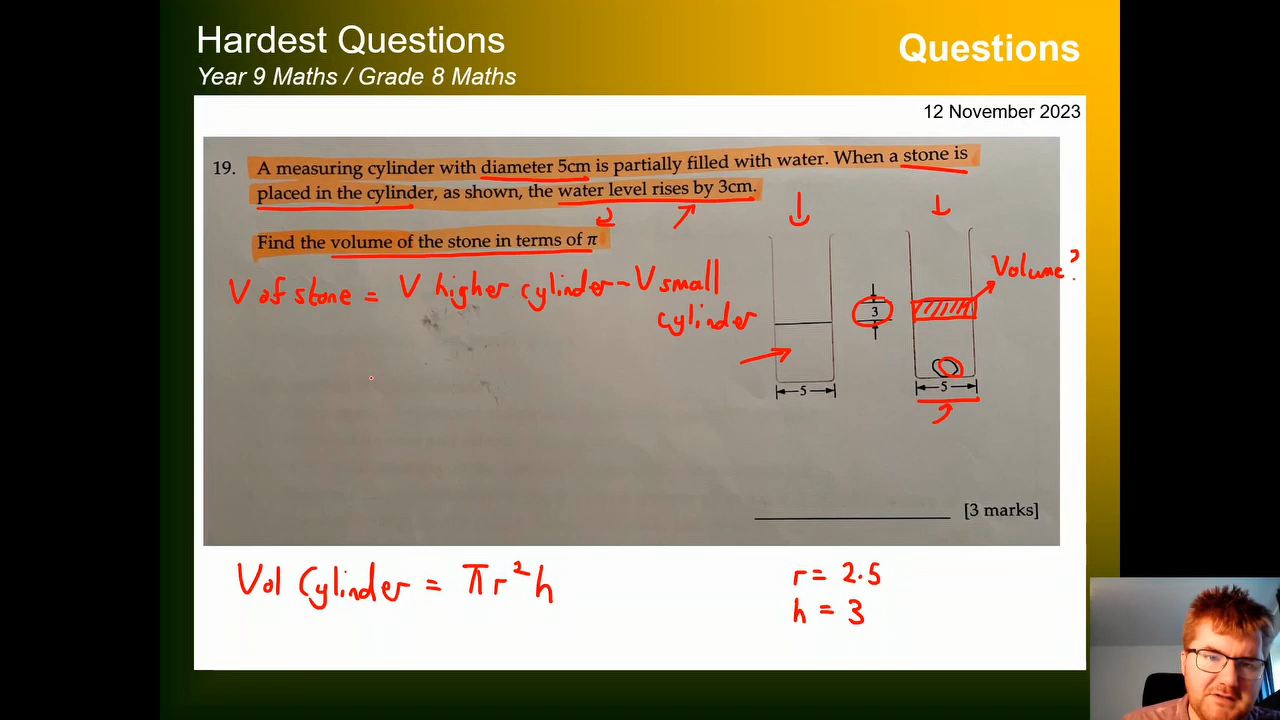 Hardest Questions
Year 9 Maths / Grade 8 Maths
Questions
12 November 2023
19. A measuring cylinder with diameter 5cm is partially filled with water. When a stone is
placed in the cylinder, as shown, the water level rises by 3cm.
Find the volume of the stone in terms of π
V of stone = V higher cylinder - V small
cylinder
Volume?
3
5
5
[3 marks]
Vol Cylinder = πr²h
r = 2.5
h = 3